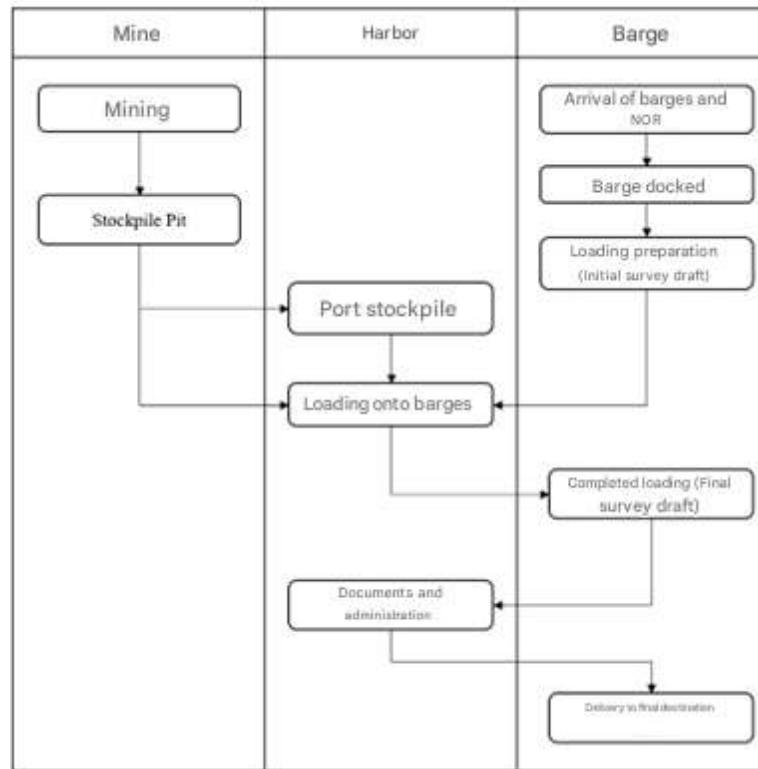 Mine
Harbor
Barge
Mining
Arrival of barges and
NOR
Barge docked
Stockpile Pit
Loading preparation
(Initial survey draft)
Port stockpile
Loading onto barges
Completed loading (Final
survey draft)
Documents and
administration
Delivery to final destination